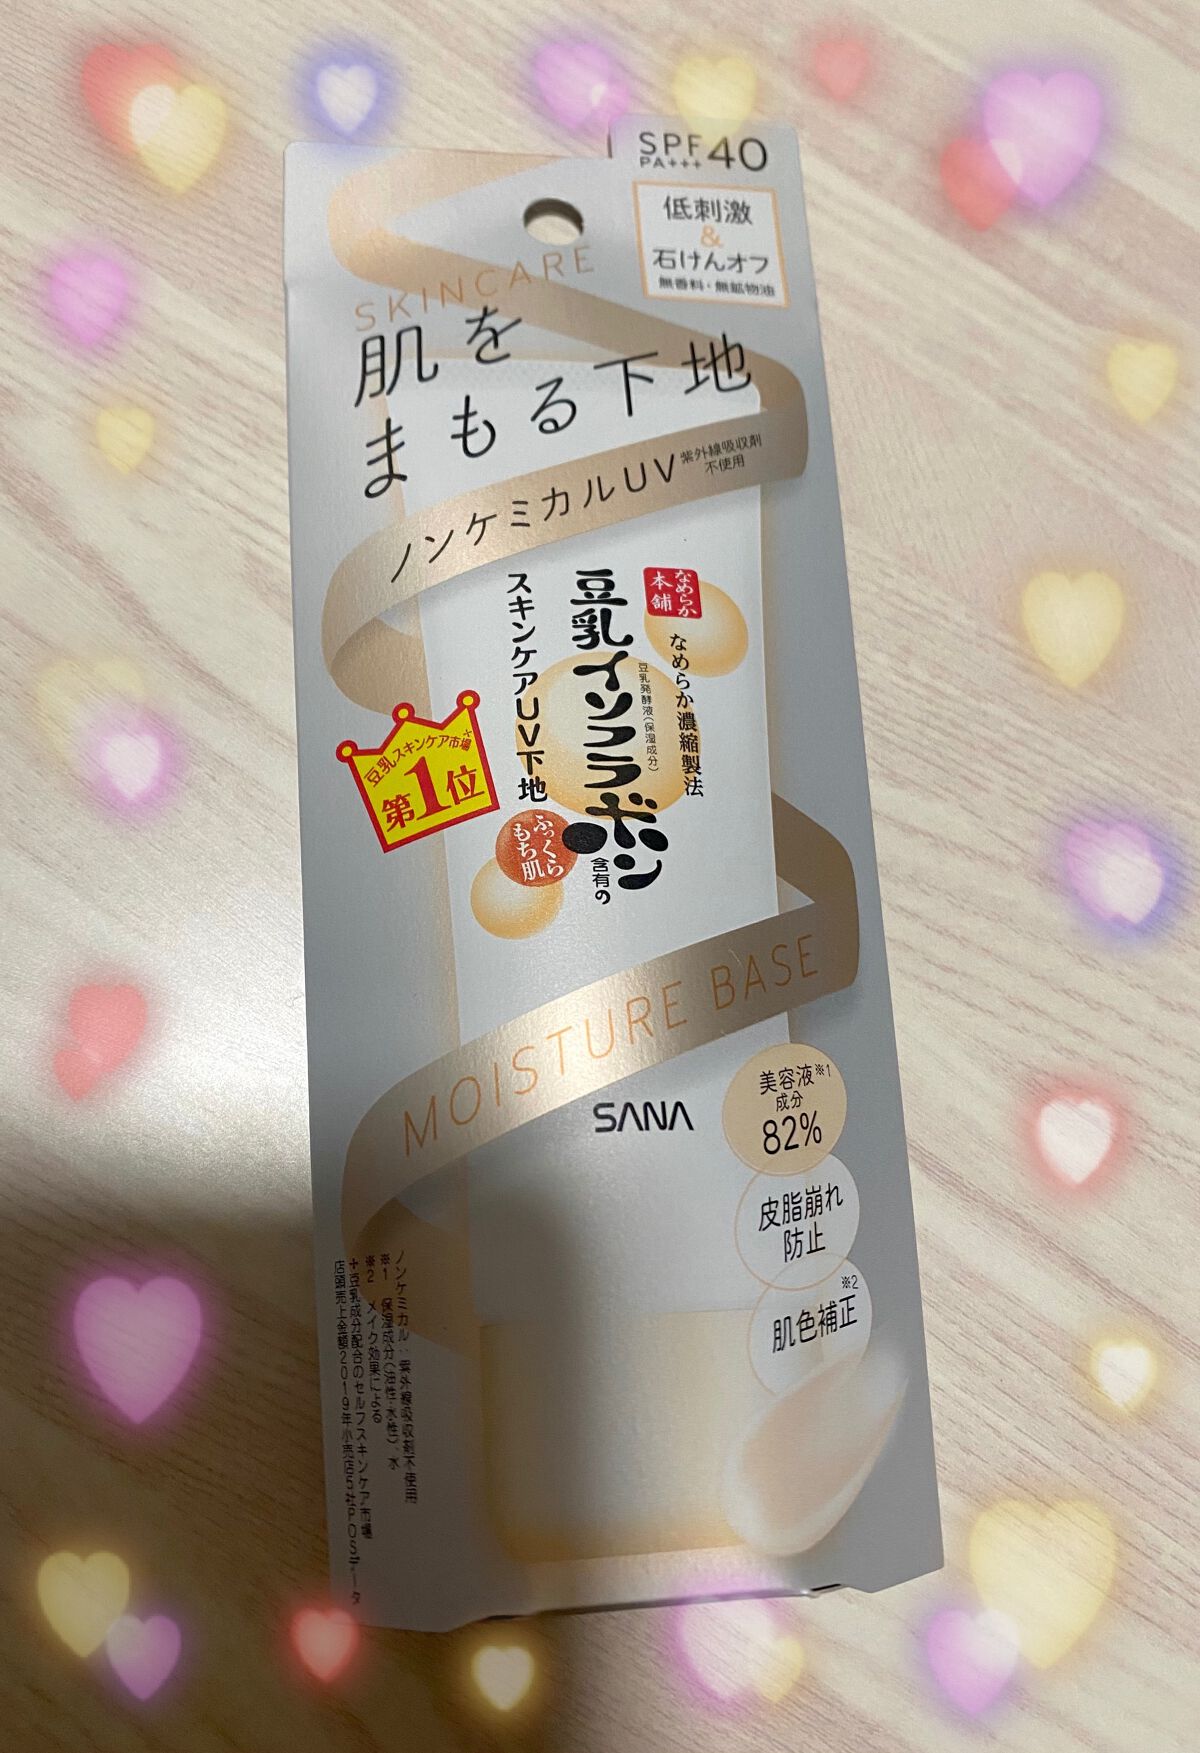 SPF40
PA+++
低刺激
&
石けんオフ
無香料・無鉱物油
SKINCARE
肌を
まもる下地
ノンケミカルUV
紫外線吸収剤
不使用
なめらか
本舗
なめらか濃縮製法
豆乳発酵液(保湿成分)
豆乳イソフラボン
含有の
スキンケアUV下地
ふっくら
もち肌
豆乳スキンケア市場+
第1位
MOISTURE BASE
SANA
美容液※1
成分
82%
皮脂崩れ
防止
※2
肌色補正
ノンケミカル:紫外線吸収剤不使用
※1 保湿成分(油性・水性)、水
※2 メイク効果による
+豆乳成分配合のセルフスキンケア市場
店頭売上金額2019年小売店5社POSデータ